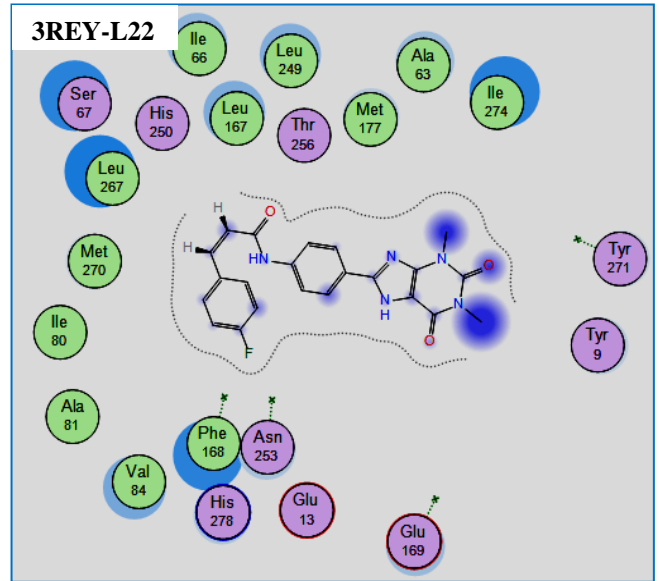 3REY-L22
Ile
66
Leu
249
Ala
63
Ile
274
Ser
67
His
250
Leu
167
Thr
256
Met
177
Leu
267
Met
270
Ile
80
Ala
81
Val
84
Phe
168
Asn
253
His
278
Glu
13
Glu
169
Tyr
271
Tyr
9
H
H
O
NH
F
N
N
H
N
O
N
O